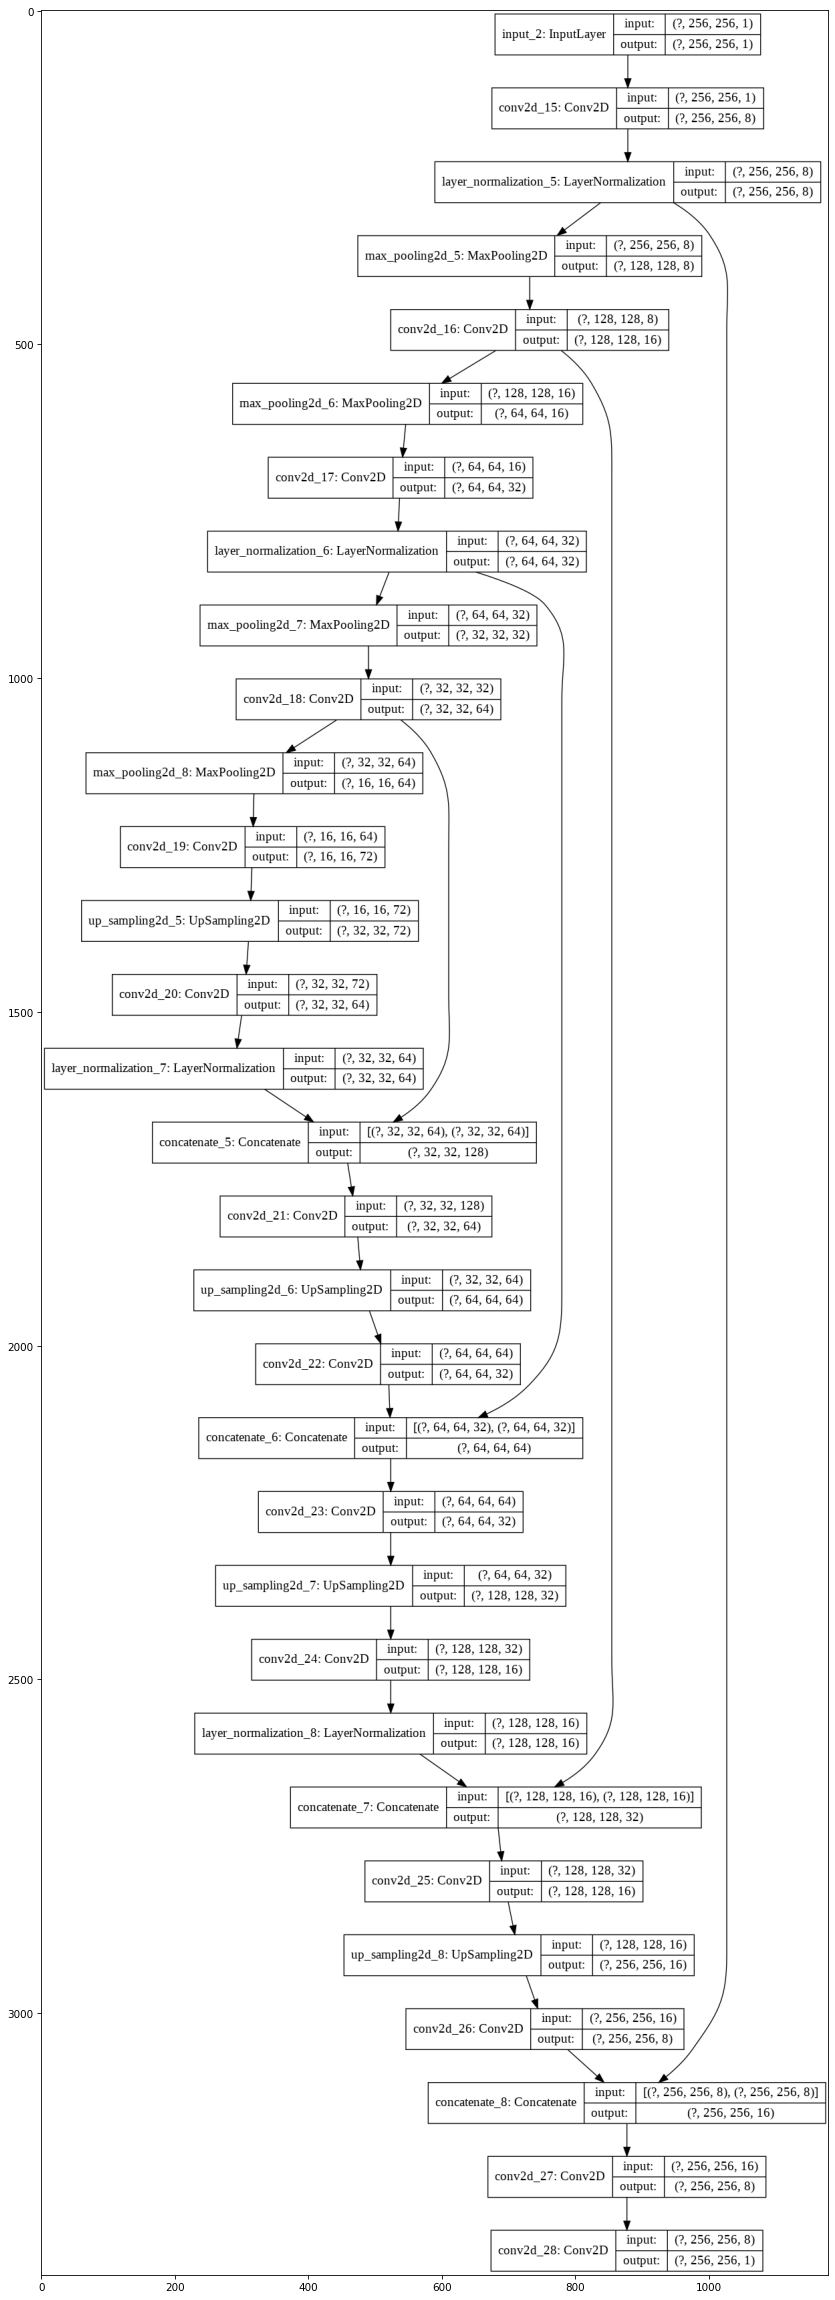 0
input_2: InputLayer
input: (?, 256, 256, 1)
output: (?, 256, 256, 1)
conv2d_15: Conv2D
input: (?, 256, 256, 1)
output: (?, 256, 256, 8)
layer_normalization_5: LayerNormalization
input: (?, 256, 256, 8)
output: (?, 256, 256, 8)
max_pooling2d_5: MaxPooling2D
input: (?, 256, 256, 8)
output: (?, 128, 128, 8)
conv2d_16: Conv2D
input: (?, 128, 128, 8)
output: (?, 128, 128, 16)
500
max_pooling2d_6: MaxPooling2D
input: (?, 128, 128, 16)
output: (?, 64, 64, 16)
conv2d_17: Conv2D
input: (?, 64, 64, 16)
output: (?, 64, 64, 32)
layer_normalization_6: LayerNormalization
input: (?, 64, 64, 32)
output: (?, 64, 64, 32)
max_pooling2d_7: MaxPooling2D
input: (?, 64, 64, 32)
output: (?, 32, 32, 32)
1000
conv2d_18: Conv2D
input: (?, 32, 32, 32)
output: (?, 32, 32, 64)
max_pooling2d_8: MaxPooling2D
input: (?, 32, 32, 64)
output: (?, 16, 16, 64)
conv2d_19: Conv2D
input: (?, 16, 16, 64)
output: (?, 16, 16, 72)
up_sampling2d_5: UpSampling2D
input: (?, 16, 16, 72)
output: (?, 32, 32, 72)
conv2d_20: Conv2D
input: (?, 32, 32, 72)
output: (?, 32, 32, 64)
1500
layer_normalization_7: LayerNormalization
input: (?, 32, 32, 64)
output: (?, 32, 32, 64)
concatenate_5: Concatenate
input: [(?, 32, 32, 64), (?, 32, 32, 64)]
output: (?, 32, 32, 128)
conv2d_21: Conv2D
input: (?, 32, 32, 128)
output: (?, 32, 32, 64)
up_sampling2d_6: UpSampling2D
input: (?, 32, 32, 64)
output: (?, 64, 64, 64)
2000
conv2d_22: Conv2D
input: (?, 64, 64, 64)
output: (?, 64, 64, 32)
concatenate_6: Concatenate
input: [(?, 64, 64, 32), (?, 64, 64, 32)]
output: (?, 64, 64, 64)
conv2d_23: Conv2D
input: (?, 64, 64, 64)
output: (?, 64, 64, 32)
up_sampling2d_7: UpSampling2D
input: (?, 64, 64, 32)
output: (?, 128, 128, 32)
conv2d_24: Conv2D
input: (?, 128, 128, 32)
output: (?, 128, 128, 16)
2500
layer_normalization_8: LayerNormalization
input: (?, 128, 128, 16)
output: (?, 128, 128, 16)
concatenate_7: Concatenate
input: [(?, 128, 128, 16), (?, 128, 128, 16)]
output: (?, 128, 128, 32)
conv2d_25: Conv2D
input: (?, 128, 128, 32)
output: (?, 128, 128, 16)
up_sampling2d_8: UpSampling2D
input: (?, 128, 128, 16)
output: (?, 256, 256, 16)
3000
conv2d_26: Conv2D
input: (?, 256, 256, 16)
output: (?, 256, 256, 8)
concatenate_8: Concatenate
input: [(?, 256, 256, 8), (?, 256, 256, 8)]
output: (?, 256, 256, 16)
conv2d_27: Conv2D
input: (?, 256, 256, 16)
output: (?, 256, 256, 8)
conv2d_28: Conv2D
input: (?, 256, 256, 8)
output: (?, 256, 256, 1)
0 200 400 600 800 1000